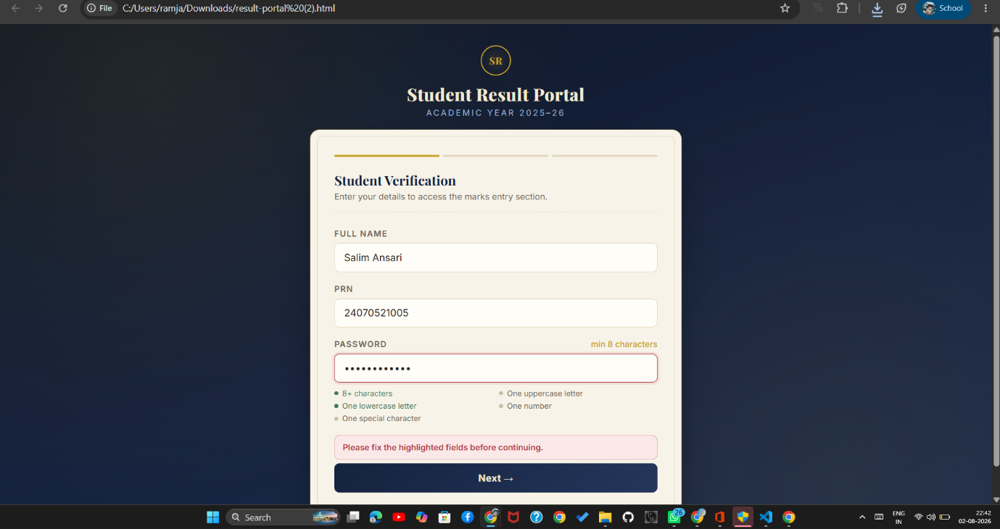 File C:/Users/ramja/Downloads/result-portal%20(2).html School
SR
Student Result Portal
ACADEMIC YEAR 2025–26
Student Verification
Enter your details to access the marks entry section.
FULL NAME
Salim Ansari
PRN
24070521005
PASSWORD min 8 characters
••••••••••••
8+ characters One uppercase letter
One lowercase letter One number
One special character
Please fix the highlighted fields before continuing.
Next →
Search 26 ENG 22:42
IN 02-08-2026